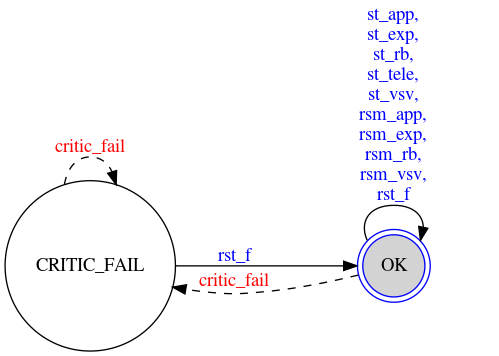 st_app,
st_exp,
st_rb,
st_tele,
st_vsv,
rsm_app,
rsm_exp,
rsm_rb,
rsm_vsv,
rst_f
critic_fail
CRITIC_FAIL
rst_f
critic_fail
OK